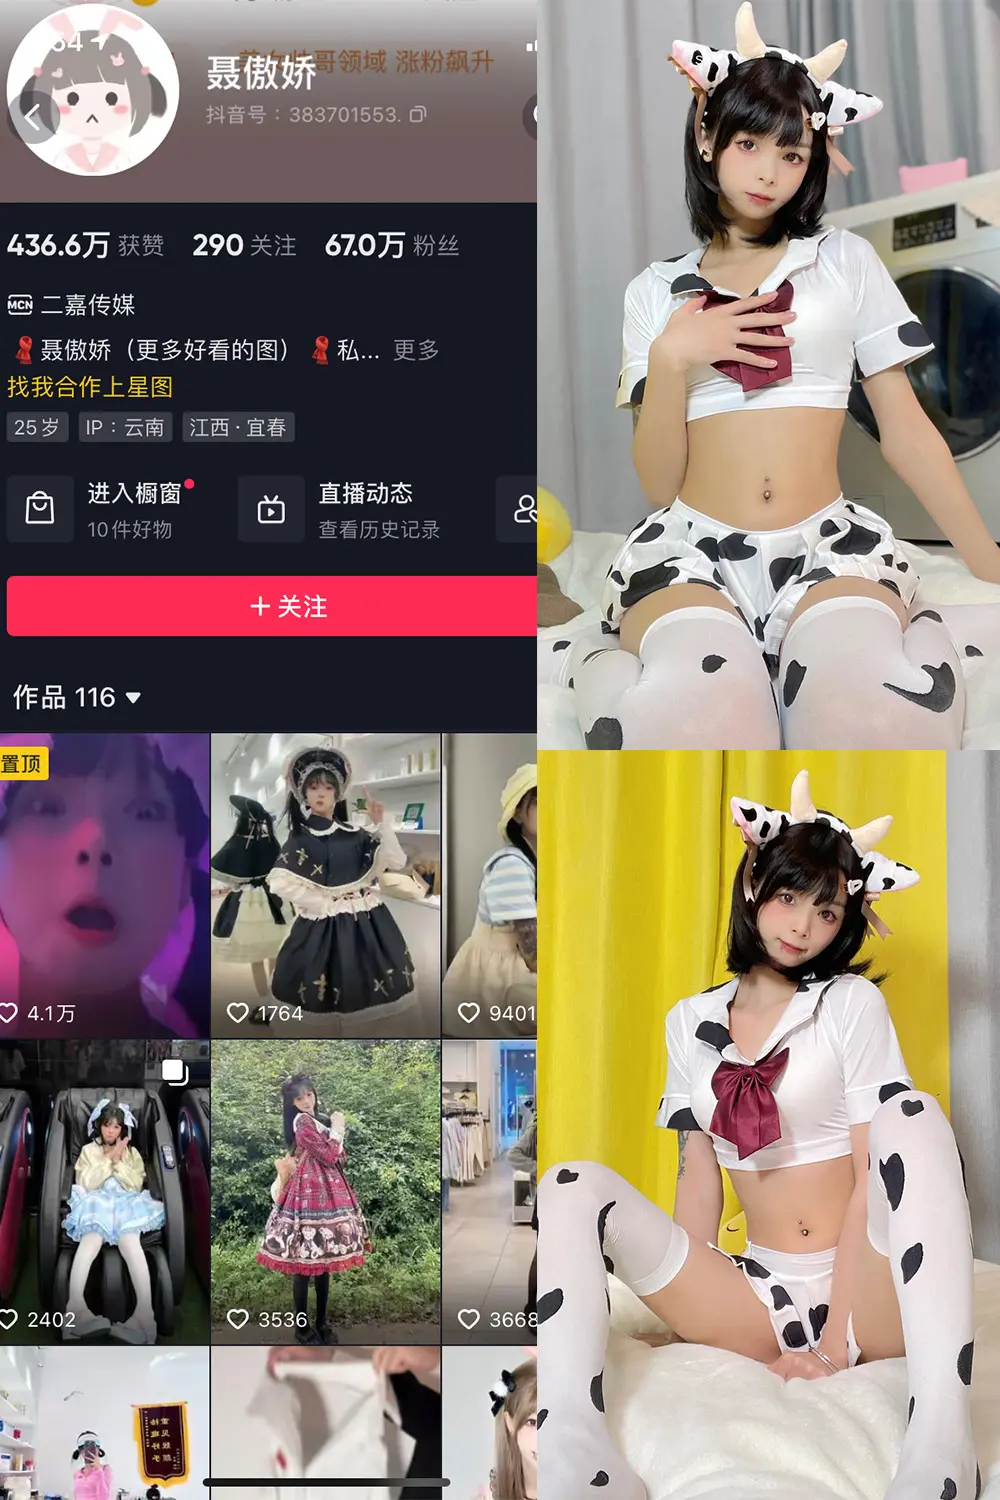 聂傲娇
哥领域 涨粉飙升
抖音号：383701553.
436.6万 获赞 290 关注 67.0万 粉丝
MCN 二嘉传媒
聂傲娇（更多好看的图） 私... 更多
找我合作上星图
25岁 IP：云南 江西·宜春
进入橱窗 直播动态
10件好物 查看历史记录
+ 关注
作品 116
置顶
4.1万 1764 9401
2402 3536 3668